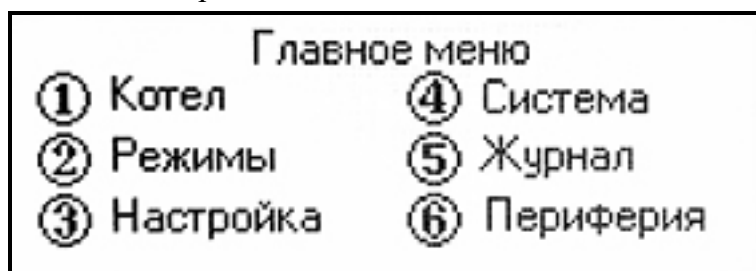 Главное меню
① Котел ④ Система
② Режимы ⑤ Журнал
③ Настройка ⑥ Периферия